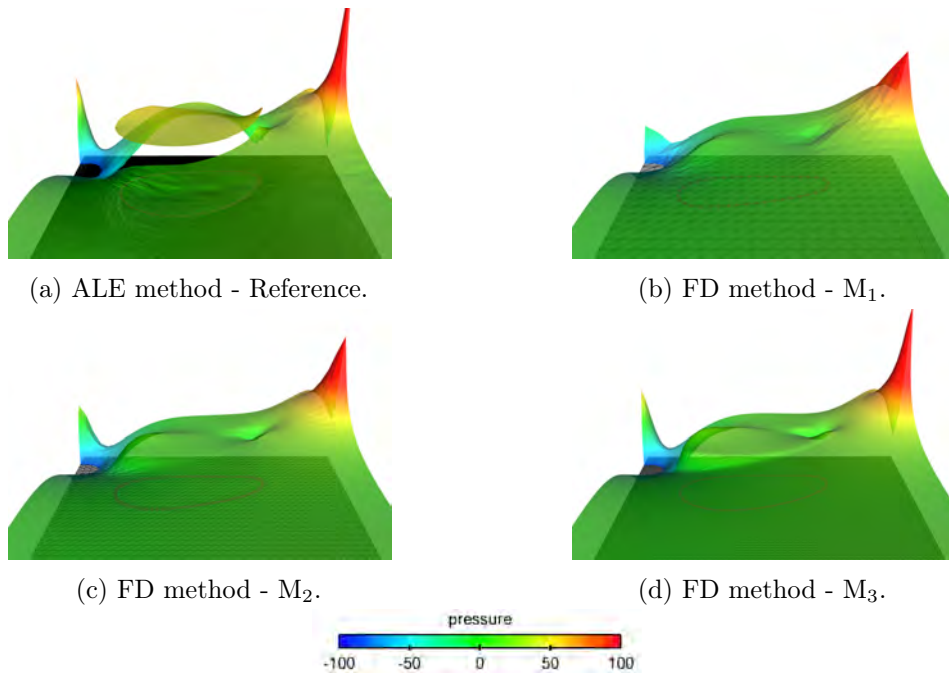 (a) ALE method - Reference.
(b) FD method - M₁.
(c) FD method - M₂.
(d) FD method - M₃.
pressure
-100 -50 0 50 100